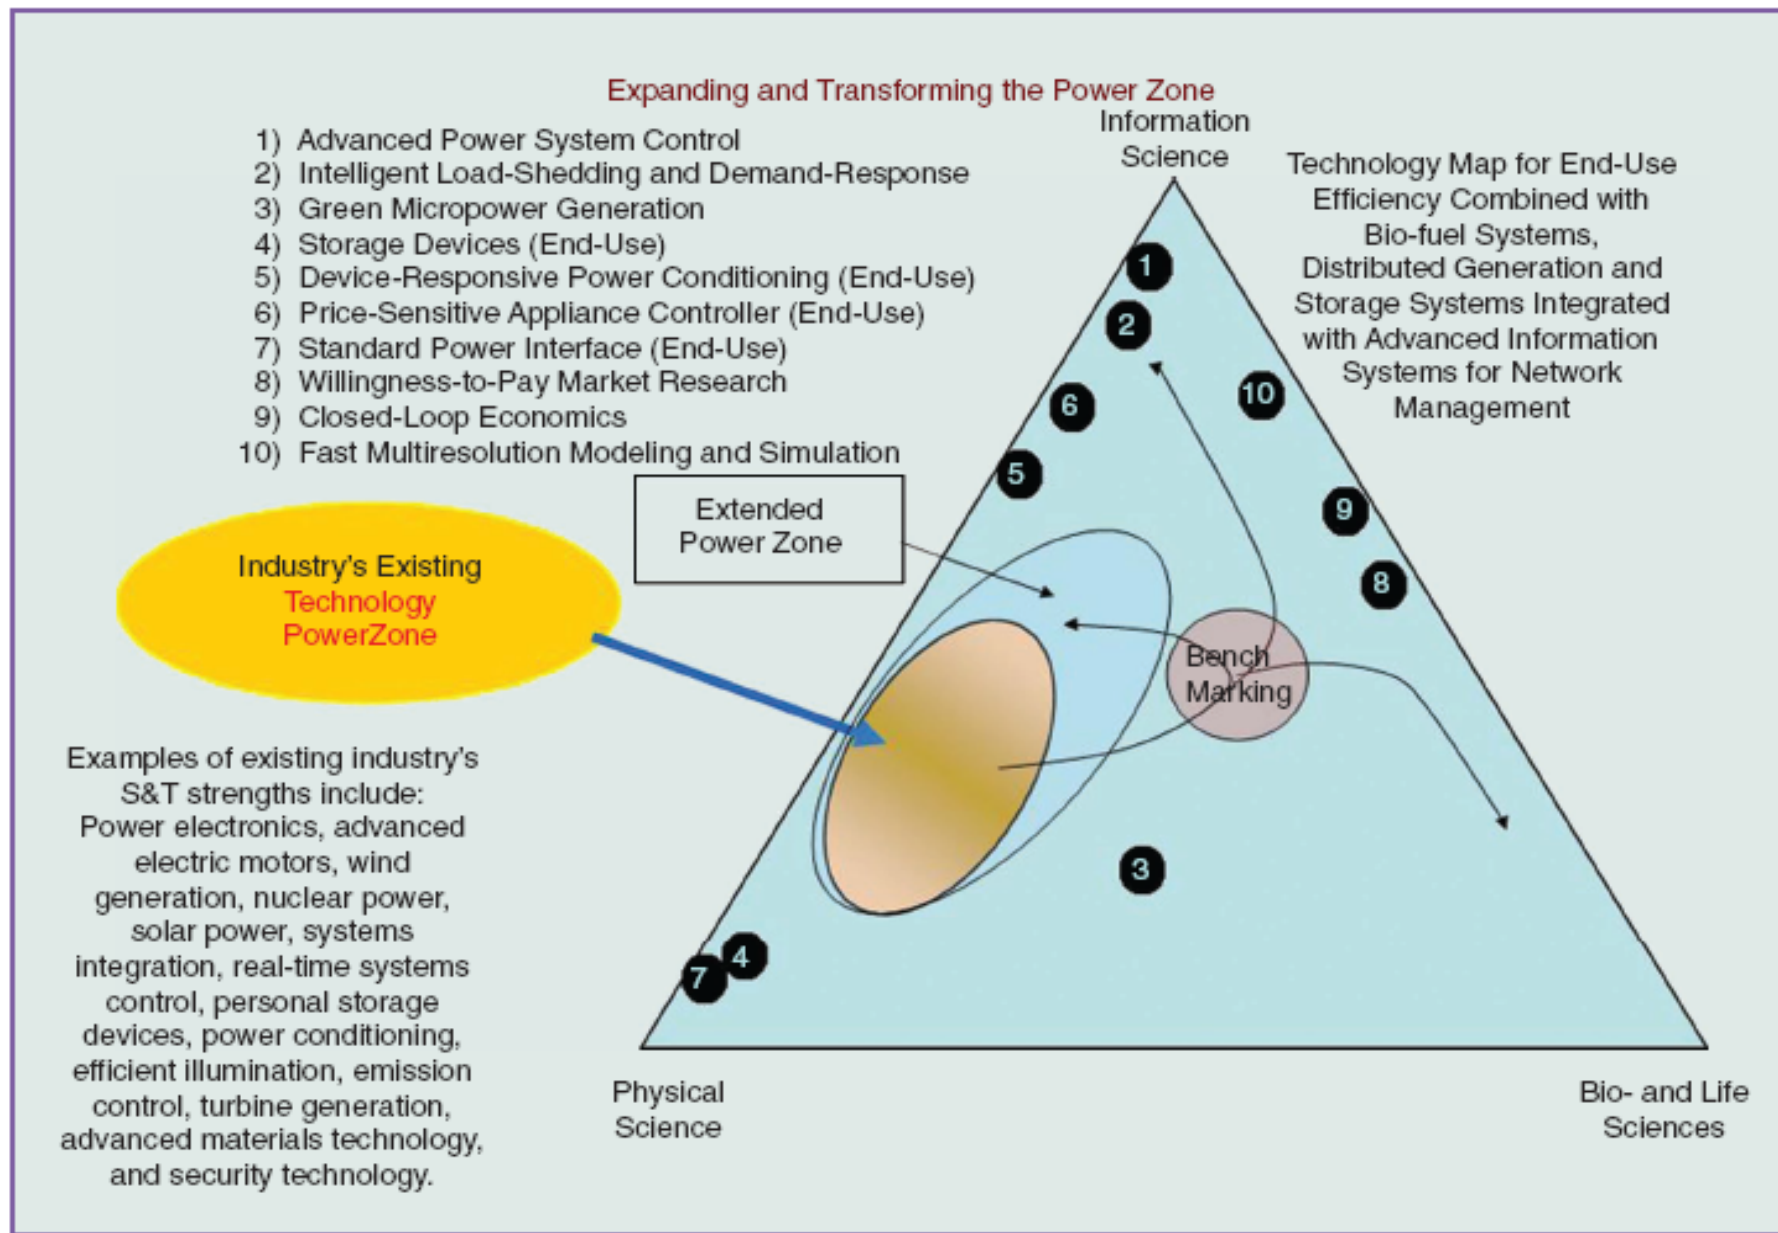 Expanding and Transforming the Power Zone
1) Advanced Power System Control
2) Intelligent Load-Shedding and Demand-Response
3) Green Micropower Generation
4) Storage Devices (End-Use)
5) Device-Responsive Power Conditioning (End-Use)
6) Price-Sensitive Appliance Controller (End-Use)
7) Standard Power Interface (End-Use)
8) Willingness-to-Pay Market Research
9) Closed-Loop Economics
10) Fast Multiresolution Modeling and Simulation
Information
Science
Technology Map for End-Use
Efficiency Combined with
Bio-fuel Systems,
Distributed Generation and
Storage Systems Integrated
with Advanced Information
Systems for Network
Management
1
2
6
10
5
9
8
Extended
Power Zone
Industry's Existing
Technology
PowerZone
Bench
Marking
3
4
7
Examples of existing industry's
S&T strengths include:
Power electronics, advanced
electric motors, wind
generation, nuclear power,
solar power, systems
integration, real-time systems
control, personal storage
devices, power conditioning,
efficient illumination, emission
control, turbine generation,
advanced materials technology,
and security technology.
Physical
Science
Bio- and Life
Sciences